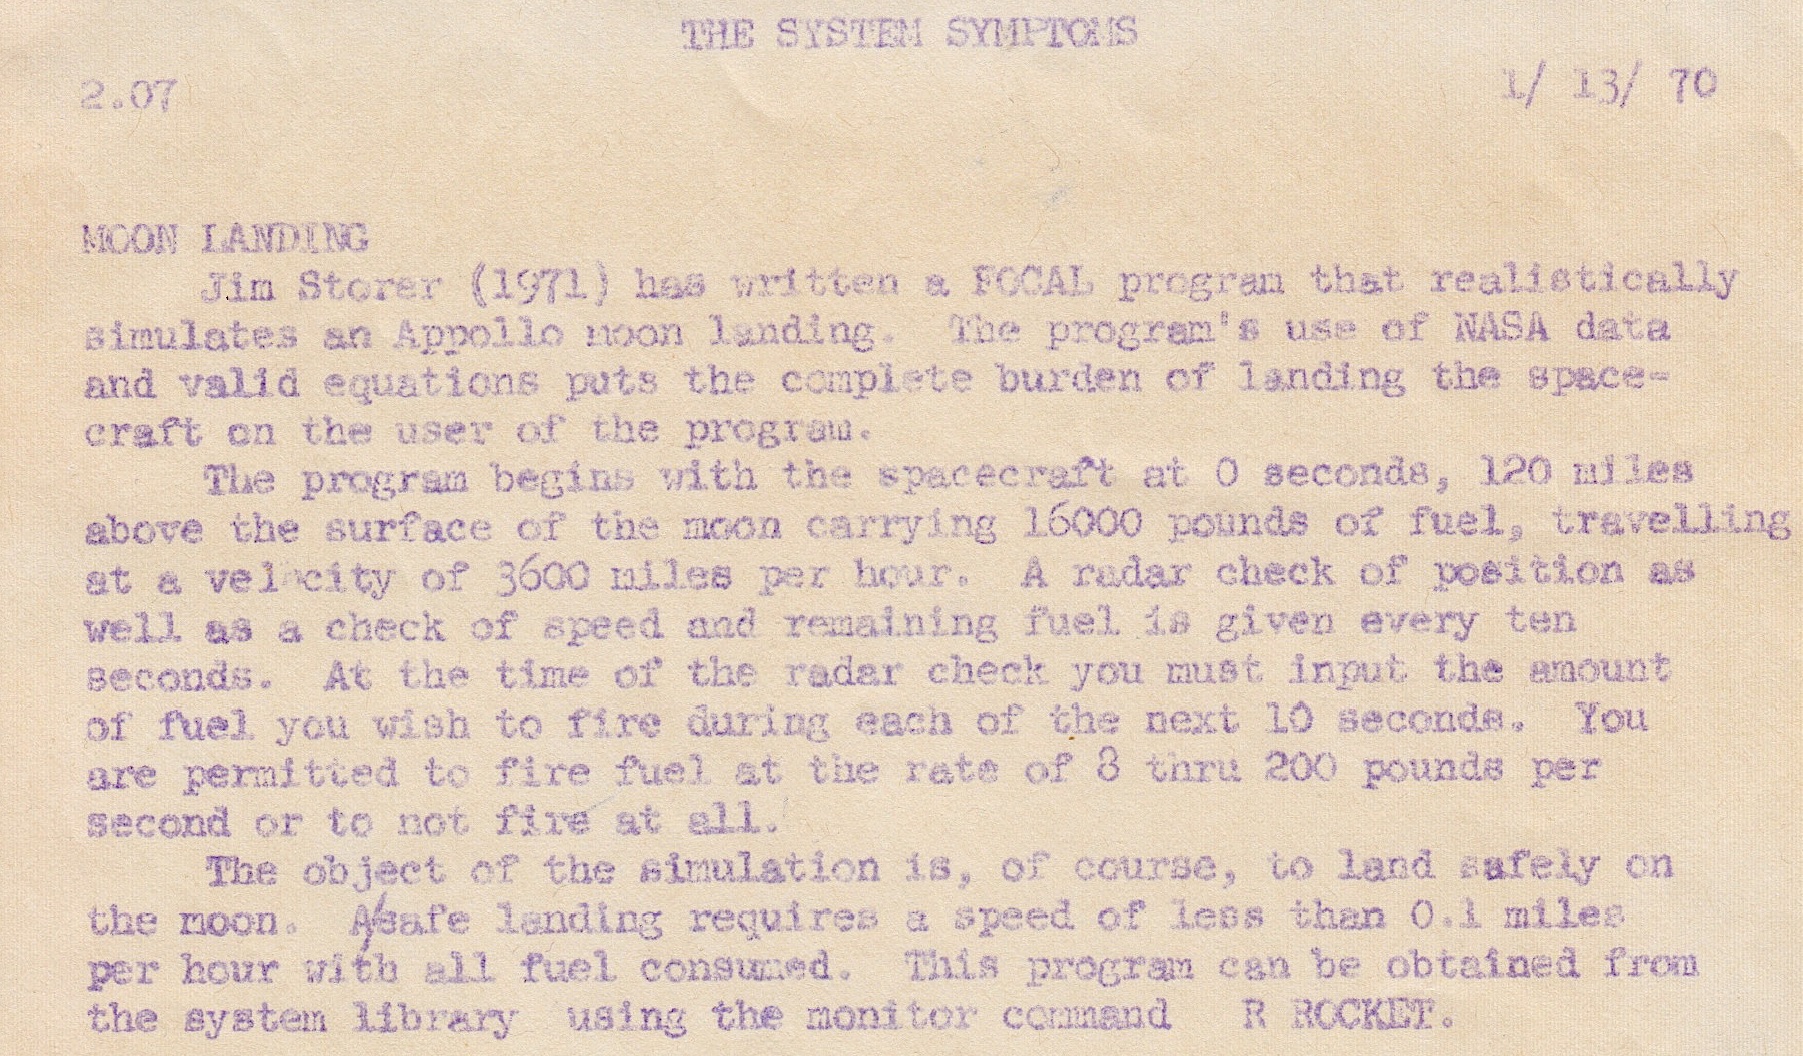 THE SYSTEM SYMPTOMS
2.07 1/ 13/ 70
MOON LANDING
Jim Storer (1971) has written a FOCAL program that realistically
simulates an Appollo moon landing. The program's use of NASA data
and valid equations puts the complete burden of landing the space-
craft on the user of the program.
The program begins with the spacecraft at 0 seconds, 120 miles
above the surface of the moon carrying 16000 pounds of fuel, travelling
at a velocity of 3600 miles per hour. A radar check of position as
well as a check of speed and remaining fuel is given every ten
seconds. At the time of the radar check you must input the amount
of fuel you wish to fire during each of the next 10 seconds. You
are permitted to fire fuel at the rate of 8 thru 200 pounds per
second or to not fire at all.
The object of the simulation is, of course, to land safely on
the moon. A/safe landing requires a speed of less than 0.1 miles
per hour with all fuel consumed. This program can be obtained from
the system library using the monitor command R ROCKET.